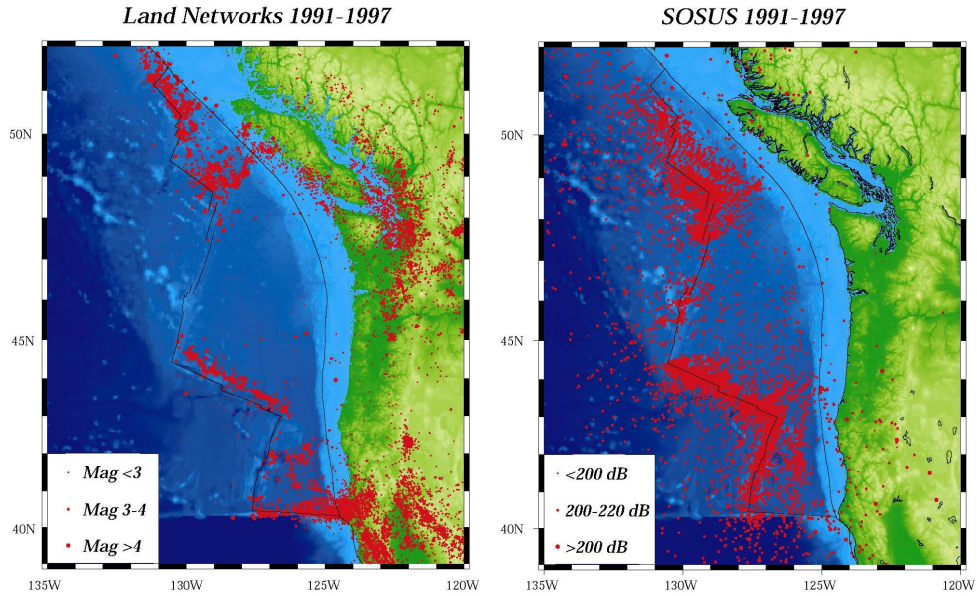 Land Networks 1991-1997
SOSUS 1991-1997
50N
45N
40N
Mag <3
Mag 3-4
Mag >4
135W
130W
125W
120W
50N
45N
40N
<200 dB
200-220 dB
>200 dB
135W
130W
125W
120W